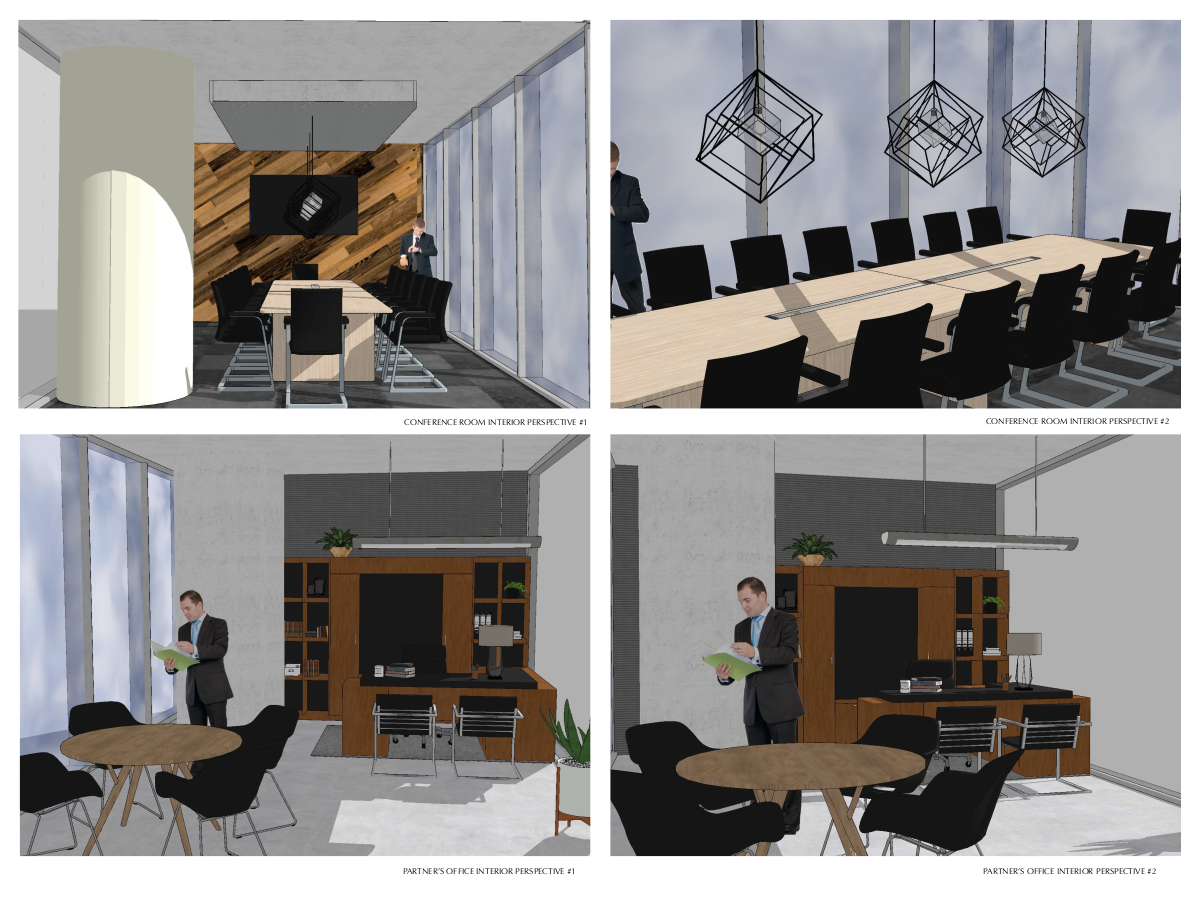 CONFERENCE ROOM INTERIOR PERSPECTIVE #1
CONFERENCE ROOM INTERIOR PERSPECTIVE #2
PARTNER'S OFFICE INTERIOR PERSPECTIVE #1
PARTNER'S OFFICE INTERIOR PERSPECTIVE #2